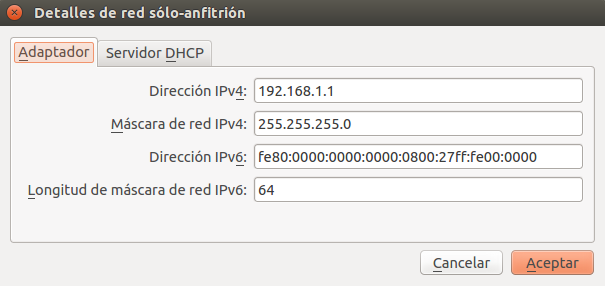 Detalles de red sólo-anfitrión
Adaptador Servidor DHCP
Dirección IPv4: 192.168.1.1
Máscara de red IPv4: 255.255.255.0
Dirección IPv6: fe80:0000:0000:0000:0800:27ff:fe00:0000
Longitud de máscara de red IPv6: 64
Cancelar Aceptar